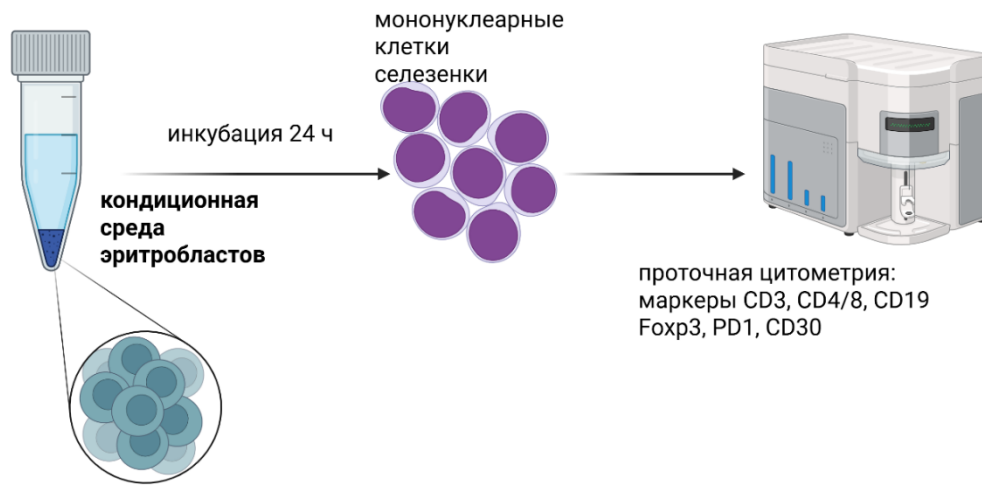 мононуклеарные
клетки
селезенки
инкубация 24 ч
кондиционная
среда
эритробластов
проточная цитометрия:
маркеры CD3, CD4/8, CD19
Foxp3, PD1, CD30